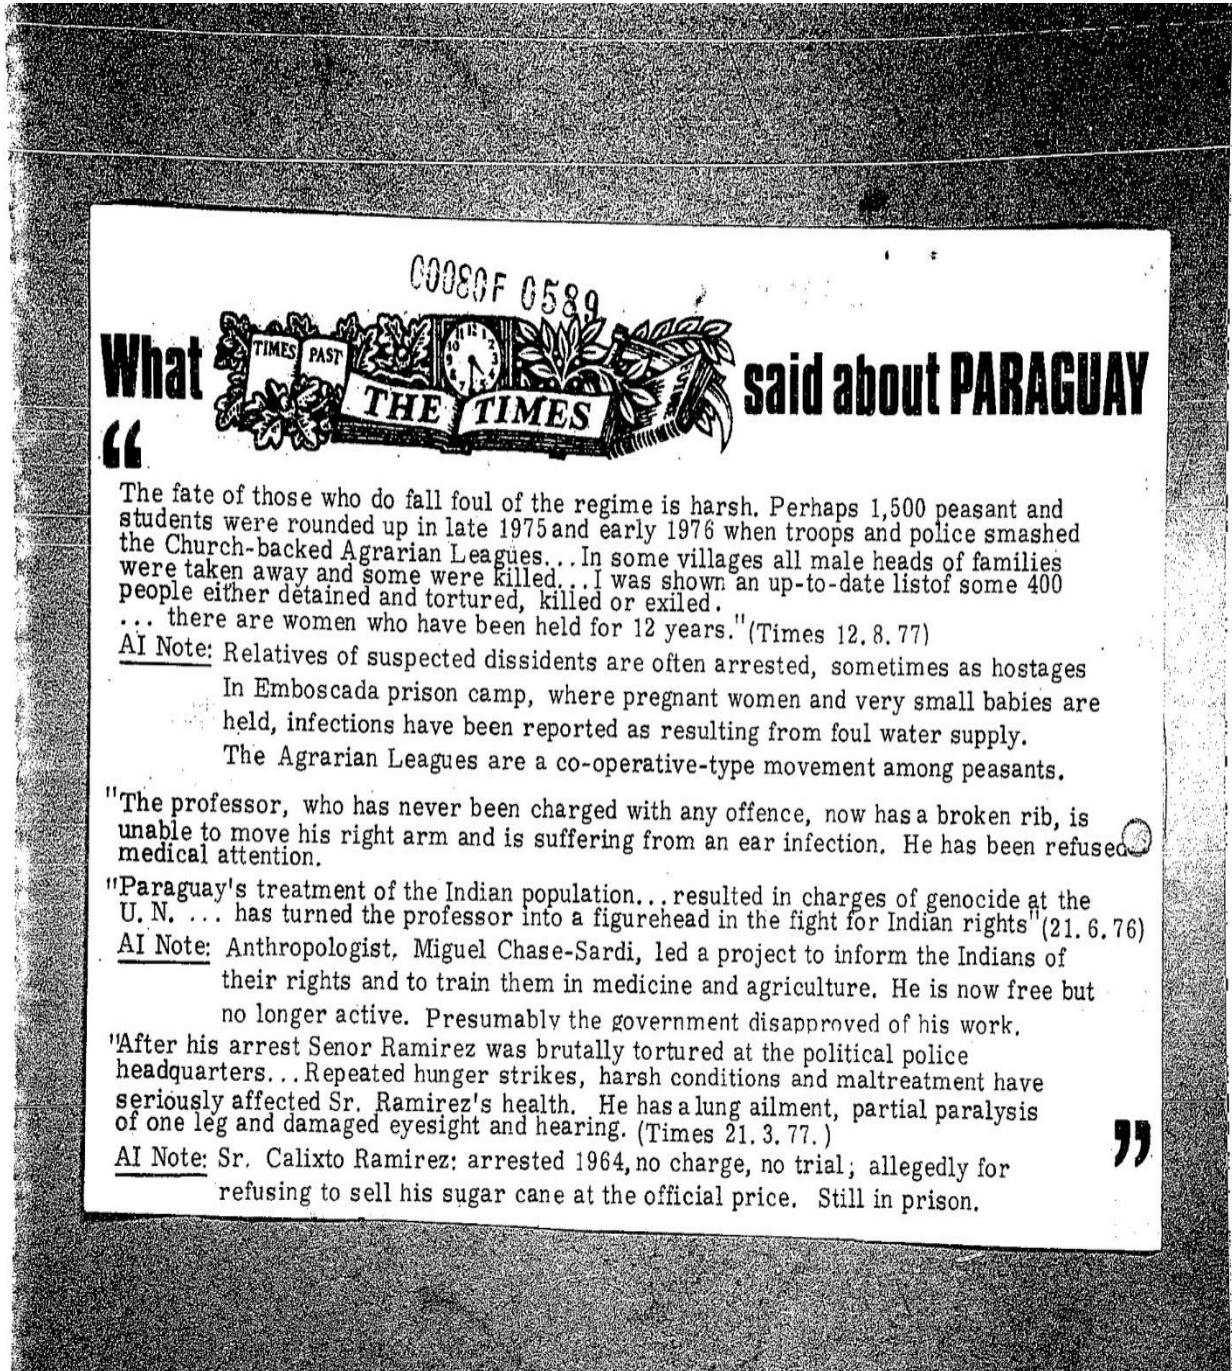 00080F 0589
What TIMES PAST THE TIMES said about PARAGUAY
“
The fate of those who do fall foul of the regime is harsh. Perhaps 1,500 peasant and
students were rounded up in late 1975 and early 1976 when troops and police smashed
the Church-backed Agrarian Leagues...In some villages all male heads of families
were taken away and some were killed...I was shown an up-to-date listof some 400
people either detained and tortured, killed or exiled.
... there are women who have been held for 12 years."(Times 12.8.77)
AI Note: Relatives of suspected dissidents are often arrested, sometimes as hostages
In Emboscada prison camp, where pregnant women and very small babies are
held, infections have been reported as resulting from foul water supply.
The Agrarian Leagues are a co-operative-type movement among peasants.
"The professor, who has never been charged with any offence, now has a broken rib, is
unable to move his right arm and is suffering from an ear infection. He has been refused
medical attention.
"Paraguay's treatment of the Indian population...resulted in charges of genocide at the
U.N. ... has turned the professor into a figurehead in the fight for Indian rights"(21.6.76)
AI Note: Anthropologist, Miguel Chase-Sardi, led a project to inform the Indians of
their rights and to train them in medicine and agriculture. He is now free but
no longer active. Presumably the government disapproved of his work.
"After his arrest Senor Ramirez was brutally tortured at the political police
headquarters...Repeated hunger strikes, harsh conditions and maltreatment have
seriously affected Sr. Ramirez's health. He has a lung ailment, partial paralysis
of one leg and damaged eyesight and hearing. (Times 21.3.77.)
”
AI Note: Sr. Calixto Ramirez: arrested 1964, no charge, no trial; allegedly for
refusing to sell his sugar cane at the official price. Still in prison.